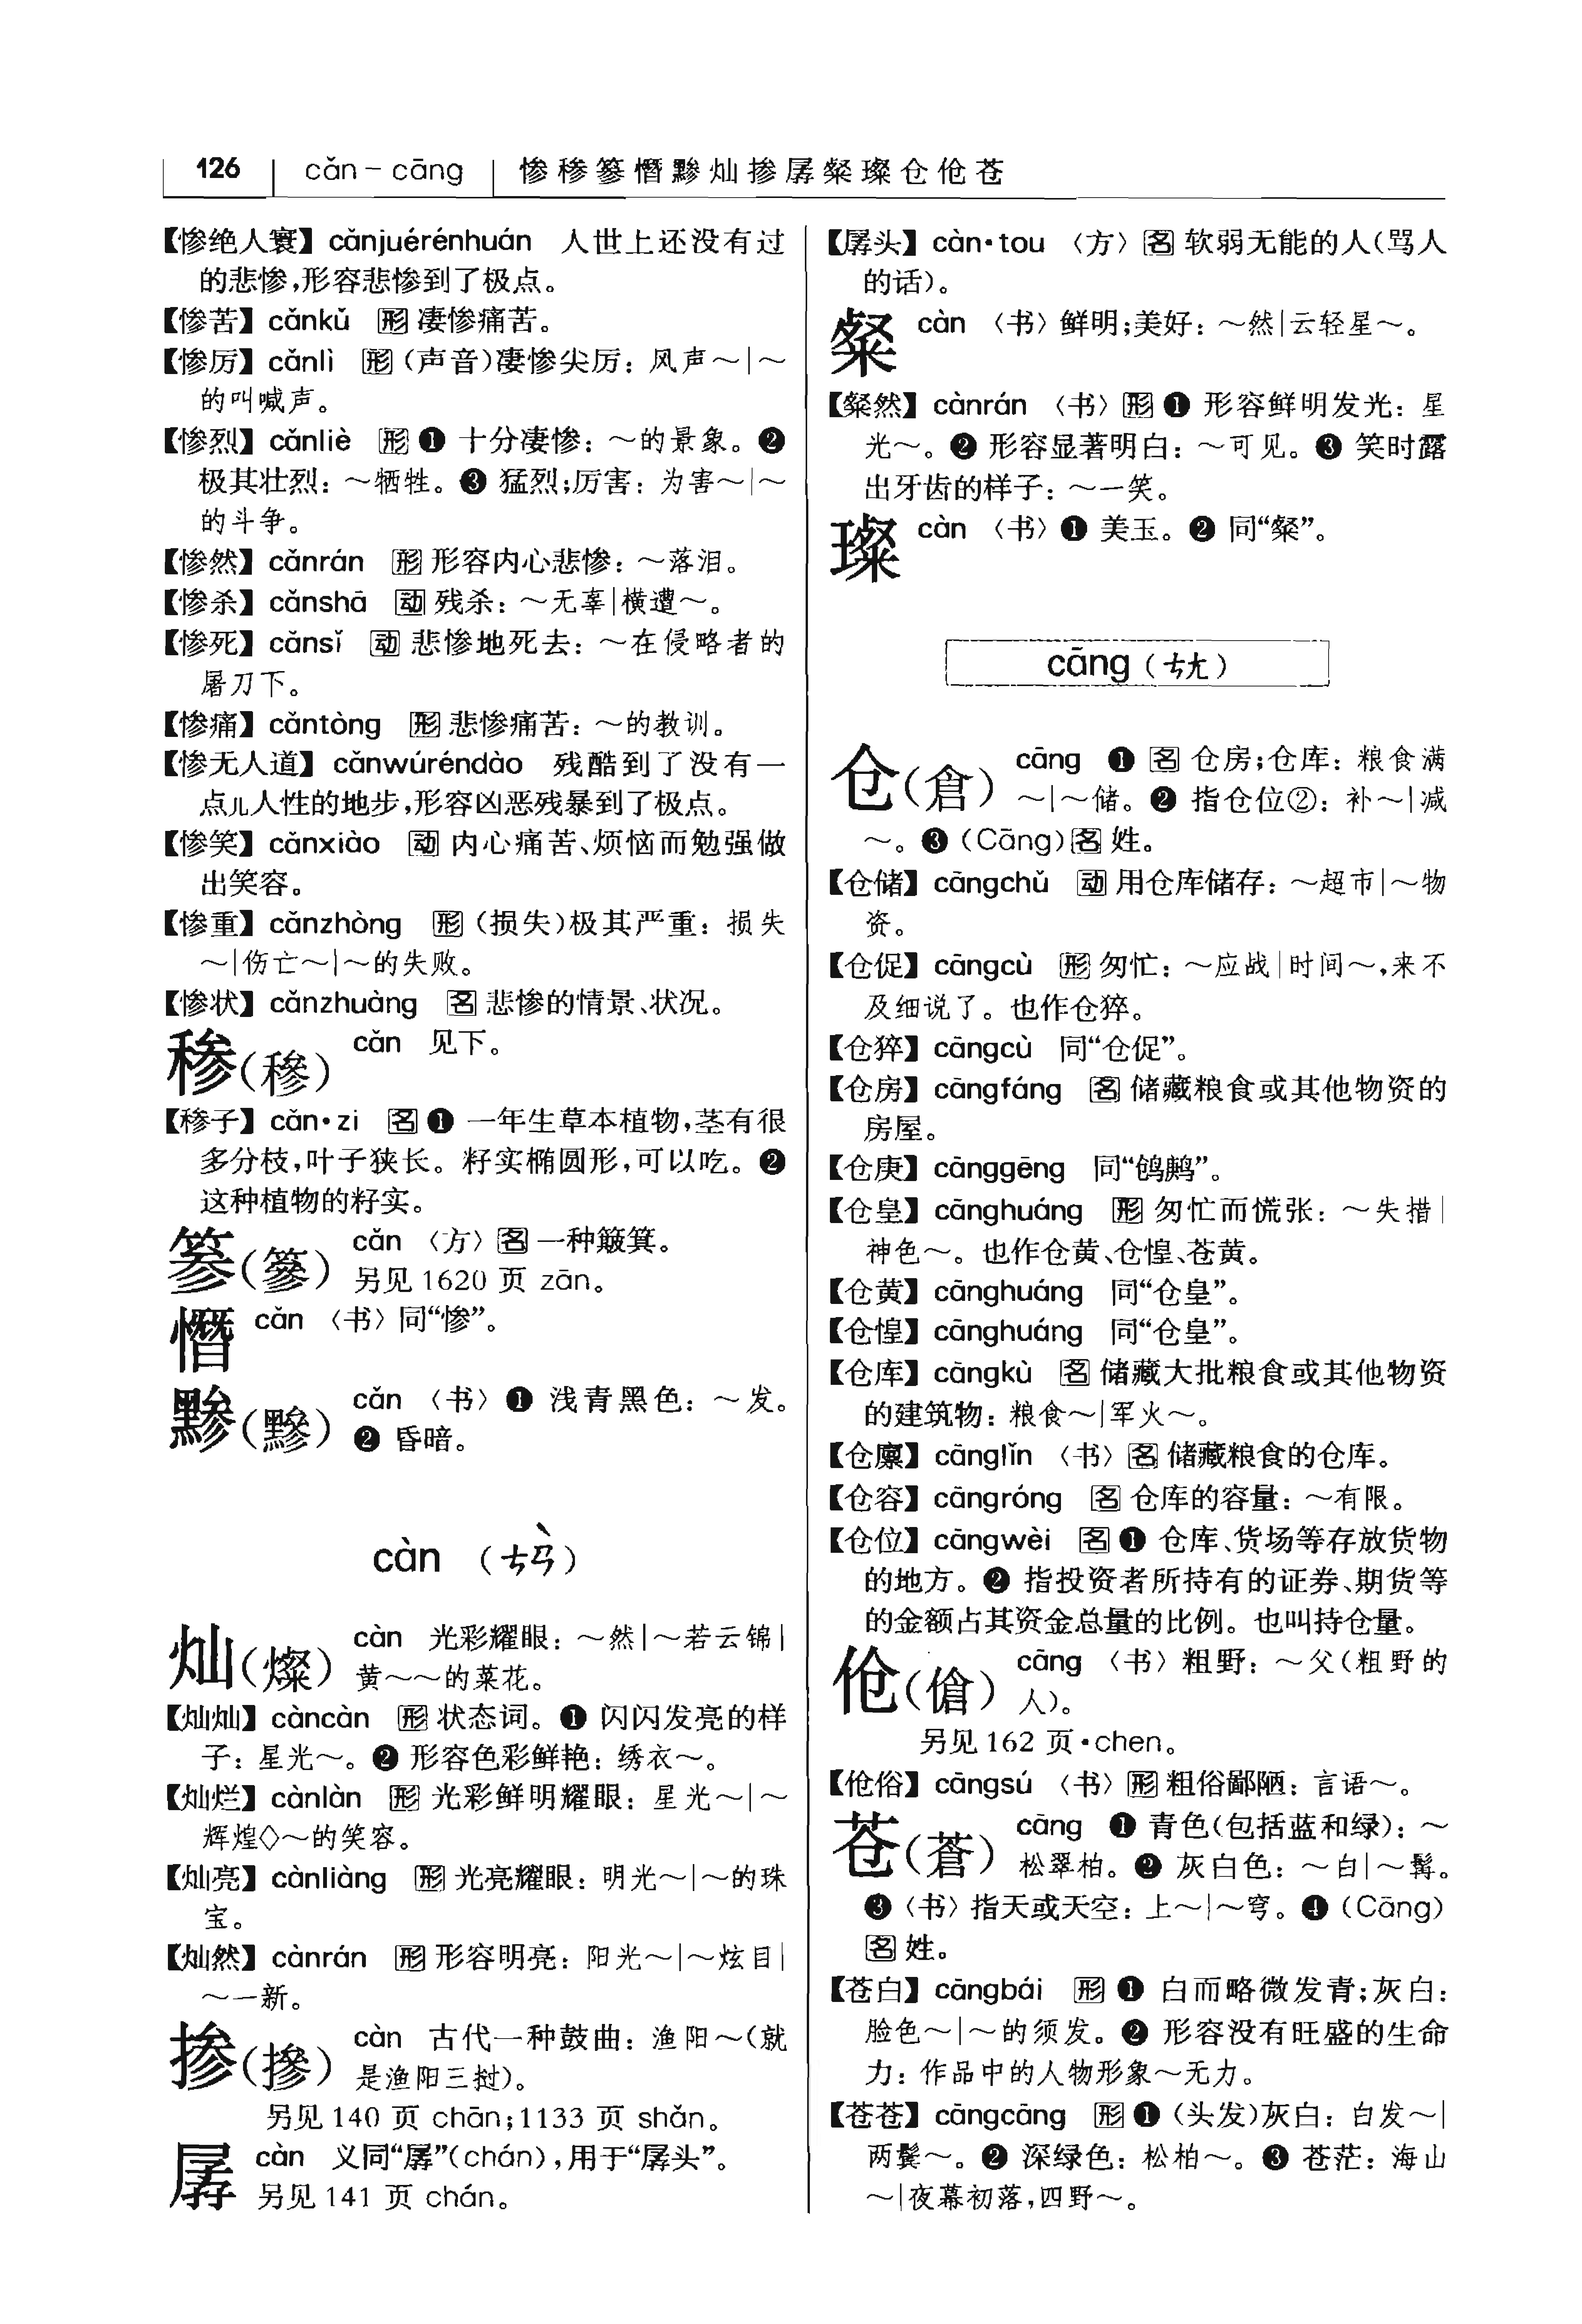 126 cǎn－cāng 惨䅟篸憯黪灿掺孱粲璨仓伧苍
【惨绝人寰】cǎnjuérénhuán 人世上还没有过
的悲惨,形容悲惨到了极点。
【惨苦】cǎnkǔ 形 凄惨痛苦。
【惨厉】cǎnlì 形 (声音)凄惨尖厉：风声～|～
的叫喊声。
【惨烈】cǎnliè 形 ❶ 十分凄惨：～的景象。❷
极其壮烈：～牺牲。❸ 猛烈;厉害：为害～|～
的斗争。
【惨然】cǎnrán 形 形容内心悲惨：～落泪。
【惨杀】cǎnshā 动 残杀：～无辜|横遭～。
【惨死】cǎnsǐ 动 悲惨地死去：～在侵略者的
屠刀下。
【惨痛】cǎntòng 形 悲惨痛苦：～的教训。
【惨无人道】cǎnwúréndào 残酷到了没有一
点儿人性的地步,形容凶恶残暴到了极点。
【惨笑】cǎnxiào 动 内心痛苦、烦恼而勉强做
出笑容。
【惨重】cǎnzhòng 形 (损失)极其严重：损失
～|伤亡～|～的失败。
【惨状】cǎnzhuàng 名 悲惨的情景、状况。
䅟(穇) cǎn 见下。
【䅟子】cǎn·zi 名 ❶ 一年生草本植物,茎有很
多分枝,叶子狭长。籽实椭圆形,可以吃。❷
这种植物的籽实。
篸(篸) cǎn 〈方〉名 一种簸箕。
另见 1620 页 zān。
憯 cǎn 〈书〉同“惨”。
黪(黲) cǎn 〈书〉❶ 浅青黑色：～发。
❷ 昏暗。
càn （ㄘㄢˋ）
灿(燦) càn 光彩耀眼：～然|～若云锦|
黄～～的菜花。
【灿灿】càncàn 形 状态词。❶ 闪闪发亮的样
子：星光～。❷ 形容色彩鲜艳：绣衣～。
【灿烂】cànlàn 形 光彩鲜明耀眼：星光～|～
辉煌◇～的笑容。
【灿亮】cànliàng 形 光亮耀眼：明光～|～的珠
宝。
【灿然】cànrán 形 形容明亮：阳光～|～炫目|
～一新。
掺(摻) càn 古代一种鼓曲：渔阳～(就
是渔阳三挝)。
另见 140 页 chān;1133 页 shǎn。
孱 càn 义同“孱”(chán),用于“孱头”。
另见 141 页 chán。
【孱头】càn·tou 〈方〉名 软弱无能的人(骂人
的话)。
粲 càn 〈书〉鲜明;美好：～然|云轻星～。
【粲然】cànrán 〈书〉形 ❶ 形容鲜明发光：星
光～。❷ 形容显著明白：～可见。❸ 笑时露
出牙齿的样子：～一笑。
璨 càn 〈书〉❶ 美玉。❷ 同“粲”。
cāng（ㄘㄤ）
仓(倉) cāng ❶ 名 仓房;仓库：粮食满
～|～储。❷ 指仓位②：补～|减
～。❸ (Cāng) 名 姓。
【仓储】cāngchǔ 动 用仓库储存：～超市|～物
资。
【仓促】cāngcù 形 匆忙：～应战|时间～,来不
及细说了。也作仓猝。
【仓猝】cāngcù 同“仓促”。
【仓房】cāngfáng 名 储藏粮食或其他物资的
房屋。
【仓庚】cānggēng 同“鸧鹒”。
【仓皇】cānghuáng 形 匆忙而慌张：～失措|
神色～。也作仓黄、仓惶、苍黄。
【仓黄】cānghuáng 同“仓皇”。
【仓惶】cānghuáng 同“仓皇”。
【仓库】cāngkù 名 储藏大批粮食或其他物资
的建筑物：粮食～|军火～。
【仓廪】cānglǐn 〈书〉名 储藏粮食的仓库。
【仓容】cāngróng 名 仓库的容量：～有限。
【仓位】cāngwèi 名 ❶ 仓库、货场等存放货物
的地方。❷ 指投资者所持有的证券、期货等
的金额占其资金总量的比例。也叫持仓量。
伧(傖) cāng 〈书〉粗野：～父(粗野的
人)。
另见 162 页·chen。
【伧俗】cāngsú 〈书〉形 粗俗鄙陋：言语～。
苍(蒼) cāng ❶ 青色(包括蓝和绿)：～
松翠柏。❷ 灰白色：～白|～髯。
❸〈书〉指天或天空：上～|～穹。❹ (Cāng)
名 姓。
【苍白】cāngbái 形 ❶ 白而略微发青;灰白：
脸色～|～的须发。❷ 形容没有旺盛的生命
力：作品中的人物形象～无力。
【苍苍】cāngcāng 形 ❶ (头发)灰白：白发～|
两鬓～。❷ 深绿色：松柏～。❸ 苍茫：海山
～|夜幕初落,四野～。